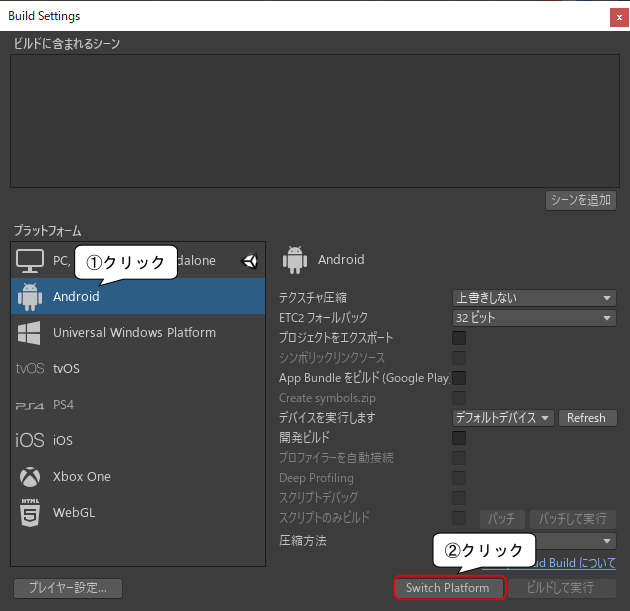 Build Settings
ビルドに含まれるシーン
シーンを追加
プラットフォーム
PC,
dalone
①クリック
Android
Universal Windows Platform
tvOS tvOS
PS4 PS4
iOS iOS
Xbox One
HTML 5 WebGL
Android
テクスチャ圧縮 上書きしない
ETC2 フォールバック 32 ビット
プロジェクトをエクスポート
シンボリックリンクソース
App Bundle をビルド (Google Play
Create symbols.zip
デバイスを実行します デフォルトデバイス Refresh
開発ビルド
プロファイラーを自動接続
Deep Profiling
スクリプトデバッグ
スクリプトのみビルド パッチ パッチして実行
圧縮方法
②クリック
d Build について
プレイヤー設定... Switch Platform ビルドして実行